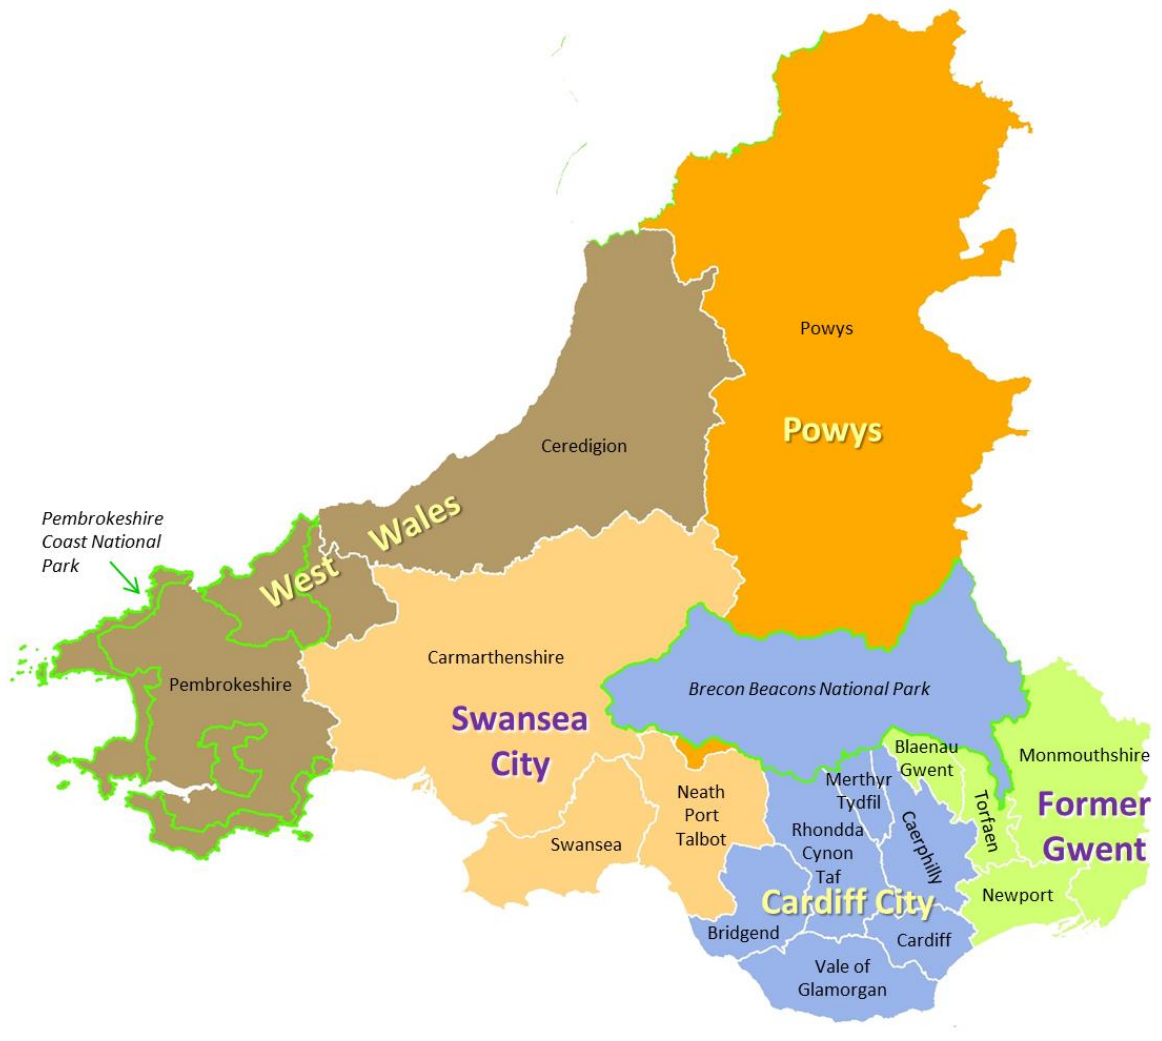 Powys
Powys
Ceredigion
West Wales
Pembrokeshire
Coast National
Park
Pembrokeshire
Carmarthenshire
Swansea
City
Brecon Beacons National Park
Neath
Port
Talbot
Swansea
Blaenau
Gwent
Monmouthshire
Merthyr
Tydfil
Torfaen
Former
Gwent
Rhondda
Cynon
Taf
Caerphilly
Newport
Cardiff City
Bridgend
Cardiff
Vale of
Glamorgan